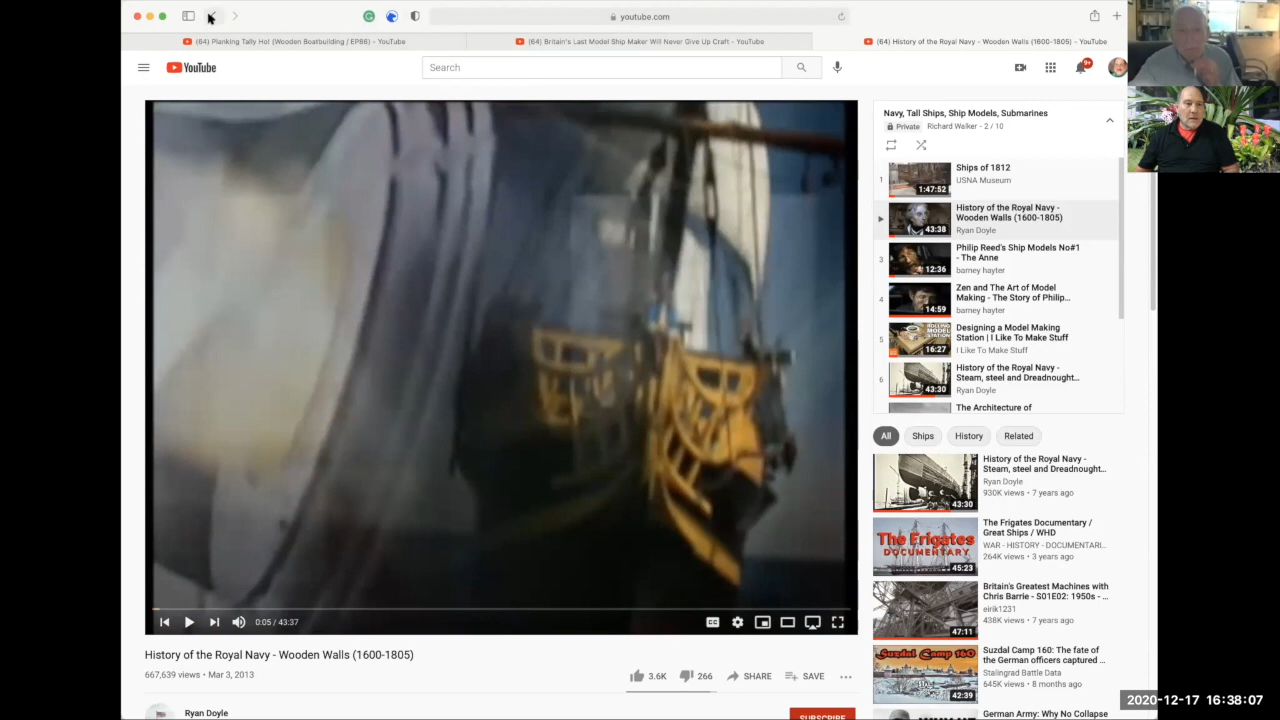 youtube.com
(64) Planking Tally Ho! (Wooden Boatbuilding / EP86) - YouTube
(64) Britain's Last Model Ship Maker Will Never Give Up Craft - YouTube
(64) History of the Royal Navy - Wooden Walls (1600-1805) - YouTube
YouTube
Search
9+
Navy, Tall Ships, Ship Models, Submarines
Private Richard Walker - 2 / 10
1
1:47:52
Ships of 1812
USNA Museum
43:38
History of the Royal Navy -
Wooden Walls (1600-1805)
Ryan Doyle
3
12:36
Philip Reed's Ship Models No#1
- The Anne
barney hayter
4
14:59
Zen and The Art of Model
Making - The Story of Philip...
barney hayter
5
ROLLING
MODEL
STATION
16:27
Designing a Model Making
Station | I Like To Make Stuff
I Like To Make Stuff
6
43:30
History of the Royal Navy -
Steam, steel and Dreadnought...
Ryan Doyle
The Architecture of
All Ships History Related
43:30
History of the Royal Navy -
Steam, steel and Dreadnought...
Ryan Doyle
930K views • 7 years ago
The Frigates
DOCUMENTARY
45:23
The Frigates Documentary /
Great Ships / WHD
WAR - HISTORY - DOCUMENTARI...
264K views • 3 years ago
47:11
Britain's Greatest Machines with
Chris Barrie - S01E02: 1950s - ...
eirik1231
438K views • 7 years ago
Suzdal Camp 160
42:39
Suzdal Camp 160: The fate of
the German officers captured ...
Stalingrad Battle Data
645K views • 8 months ago
German Army: Why No Collapse
0:05 / 43:37
CC
History of the Royal Navy - Wooden Walls (1600-1805)
667,639 views • Mar 3, 2013
3.6K 266 SHARE SAVE
Ryan Doyle
SUBSCRIBE
2020-12-17 16:38:07